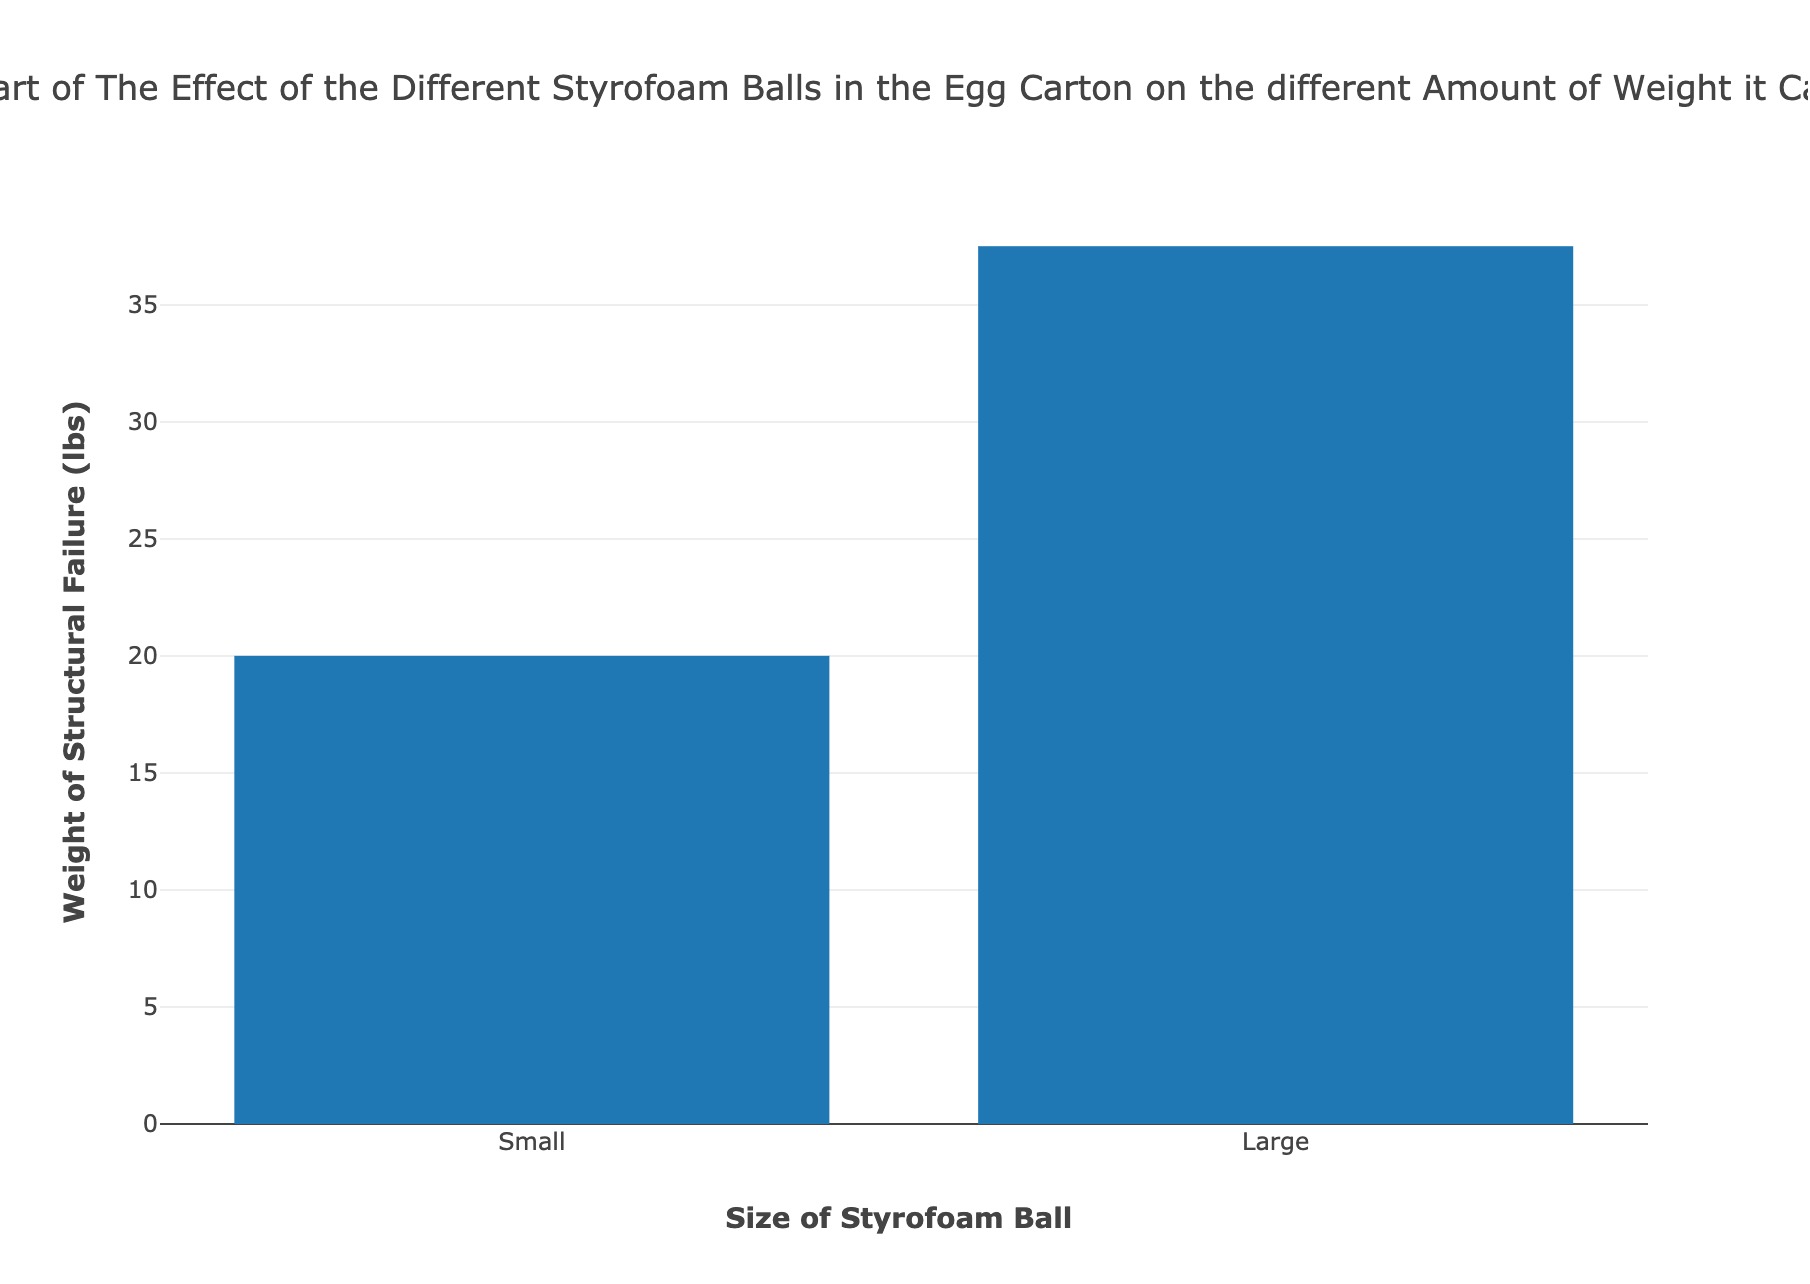 art of The Effect of the Different Styrofoam Balls in the Egg Carton on the different Amount of Weight it Ca
35
30
25
20
15
10
5
0
Weight of Structural Failure (lbs)
Small
Large
Size of Styrofoam Ball